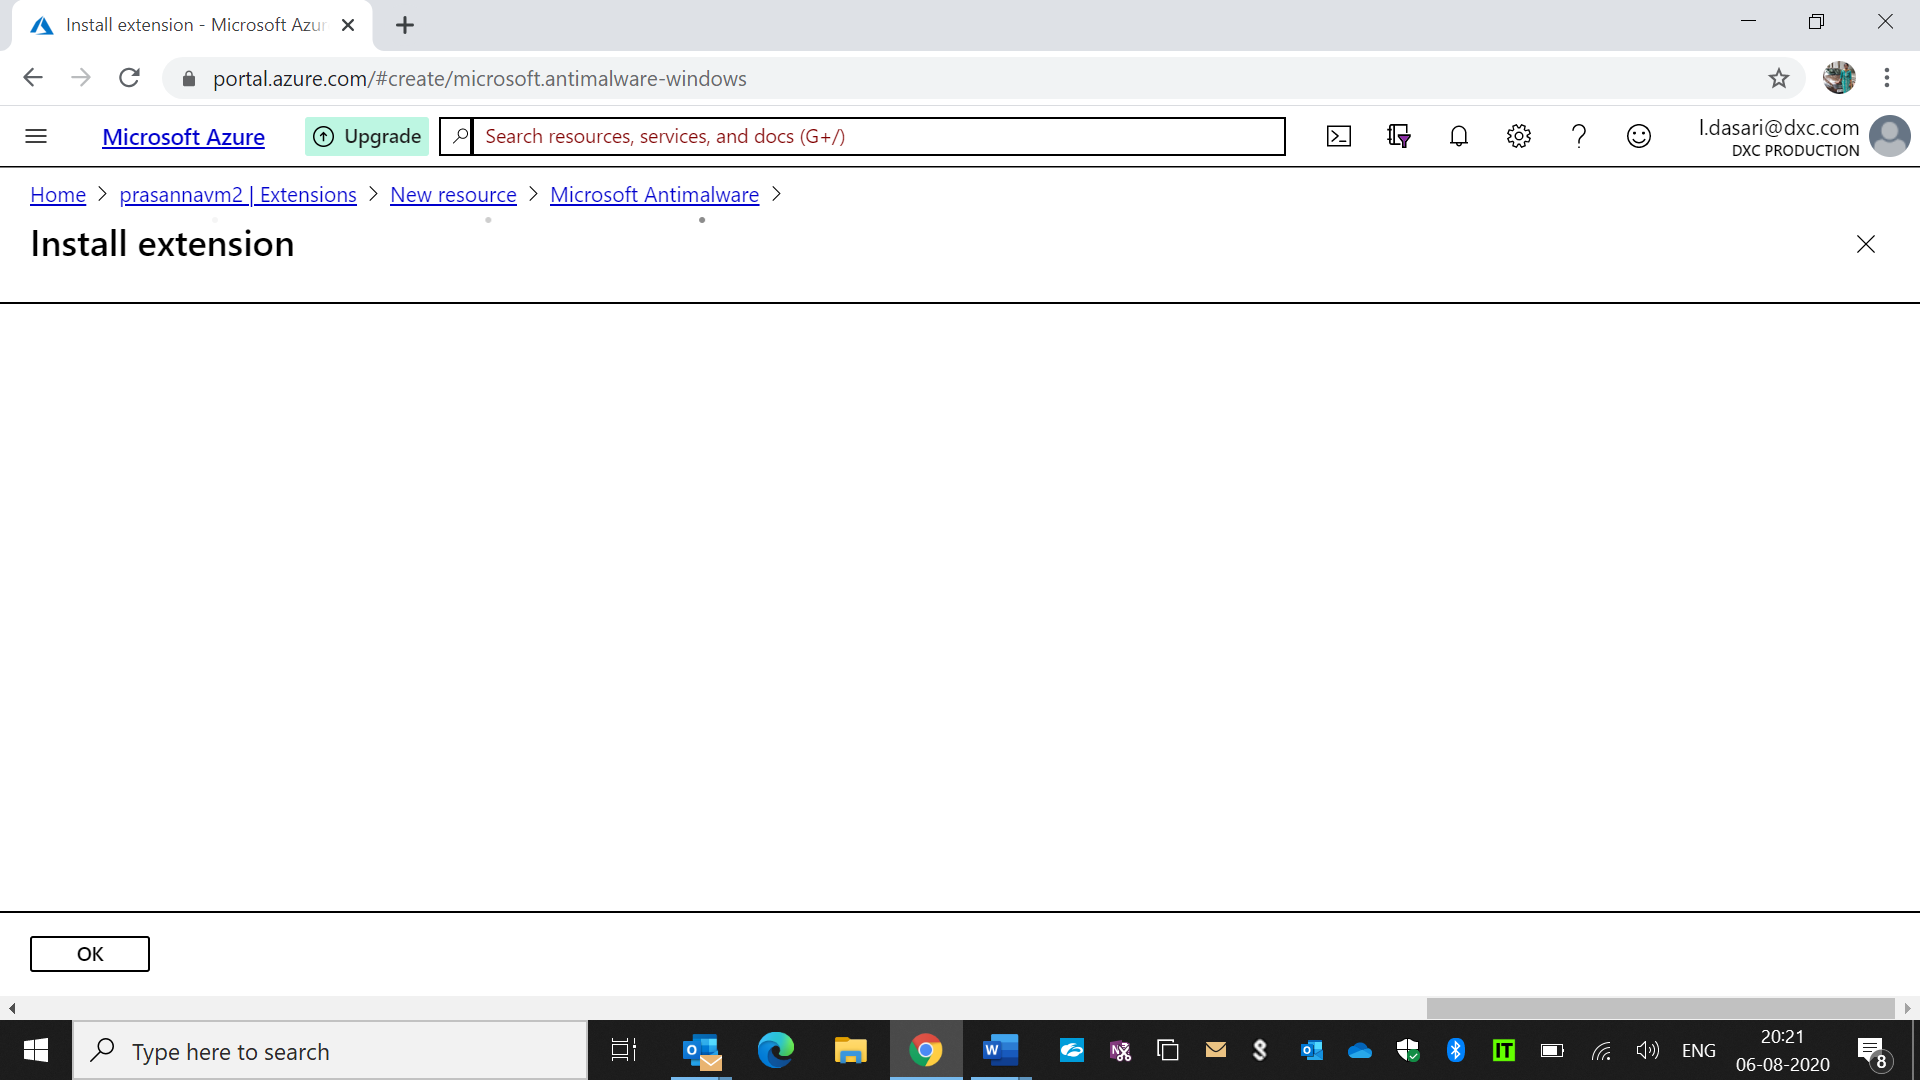 Install extension - Microsoft Azur
portal.azure.com/#create/microsoft.antimalware-windows
Microsoft Azure
Upgrade
Search resources, services, and docs (G+/)
l.dasari@dxc.com
DXC PRODUCTION
Home > prasannavm2 | Extensions > New resource > Microsoft Antimalware >
Install extension
OK
Type here to search
ENG
20:21
06-08-2020
8